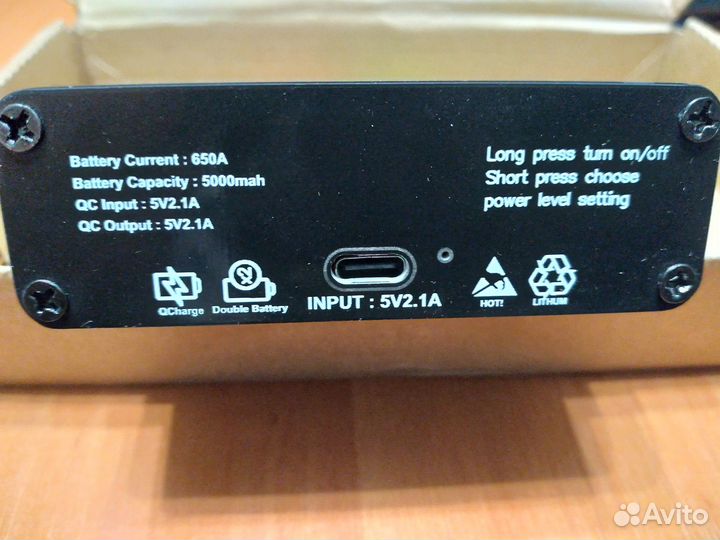 Battery Current : 650A
Battery Capacity : 5000mah
QC Input : 5V2.1A
QC Output : 5V2.1A
Long press turn on/off
Short press choose
power level setting
QCharge
Double Battery
INPUT : 5V2.1A
HOT!
LITHUM
Avito